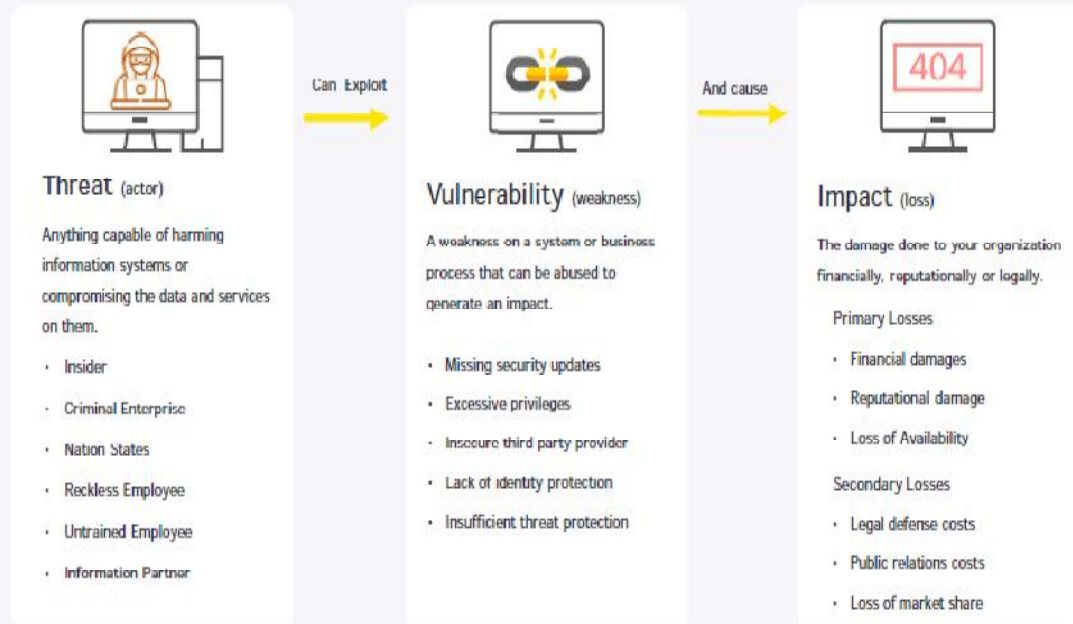 Threat (actor)
Anything capable of harming
information systems or
compromising the data and services
on them.
• Insider
• Criminal Enterprise
• Nation States
• Reckless Employee
• Untrained Employee
• Information Partner
Can Exploit
Vulnerability (weakness)
A weakness on a system or business
process that can be abused to
generate an impact.
• Missing security updates
• Excessive privileges
• Insecure third party provider
• Lack of identity protection
• Insufficient threat protection
And cause
404
Impact (loss)
The damage done to your organization
financially, reputationally or legally.
Primary Losses
• Financial damages
• Reputational damage
• Loss of Availability
Secondary Losses
• Legal defense costs
• Public relations costs
• Loss of market share